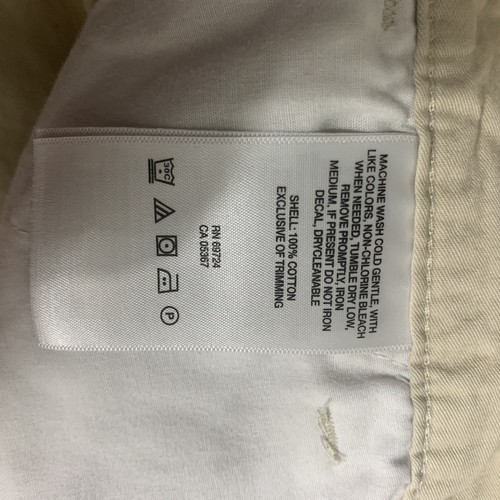 MACHINE WASH COLD GENTLE, WITH
LIKE COLORS, NON-CHLORINE BLEACH
WHEN NEEDED, TUMBLE DRY LOW,
REMOVE PROMPTLY, IRON
MEDIUM, IF PRESENT DO NOT IRON
DECAL, DRYCLEANABLE
SHELL: 100% COTTON
EXCLUSIVE OF TRIMMING
RN 69724
CA 05367
30C
P